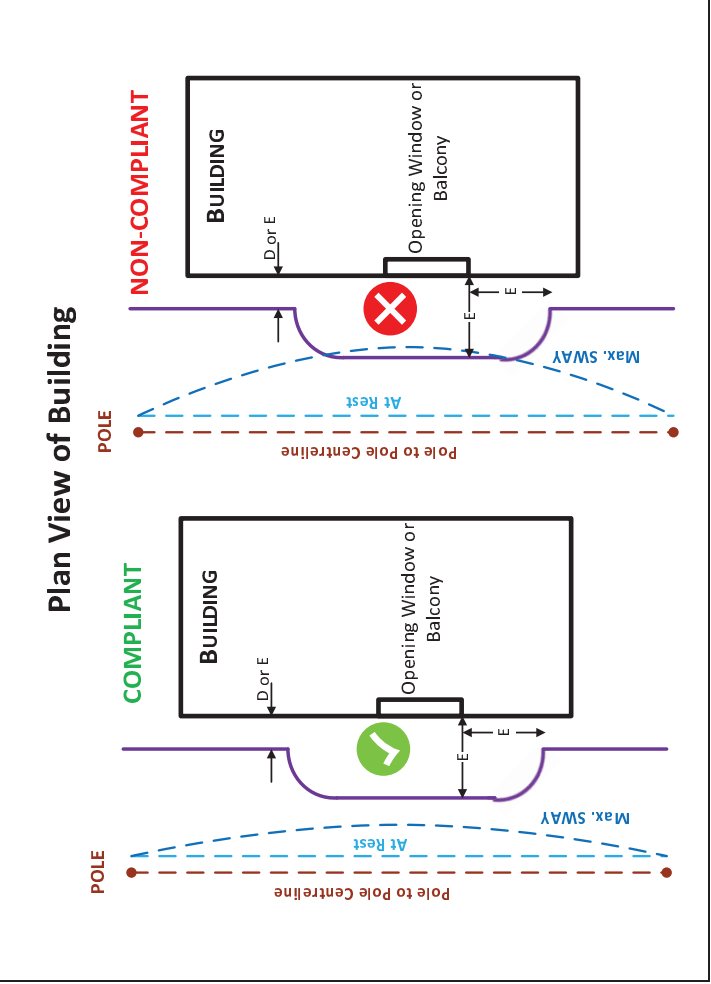 Plan View of Building
COMPLIANT
BUILDING
D or E
Opening Window or
Balcony
E
E
Max. SWAY
At Rest
POLE
Pole to Pole Centreline
NON-COMPLIANT
BUILDING
D or E
Opening Window or
Balcony
E
E
Max. SWAY
At Rest
POLE
Pole to Pole Centreline